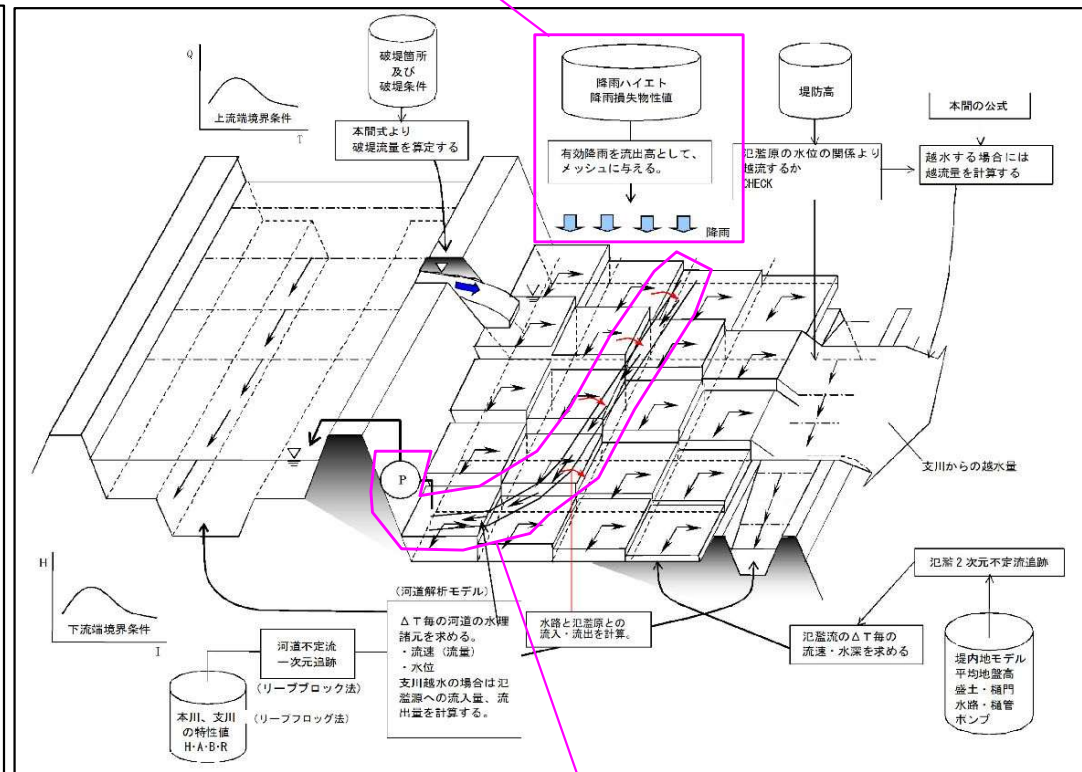 Q
上流端境界条件
T
破堤箇所
及び
破堤条件
本間式より
破堤流量を算定する
降雨ハイエト
降雨損失物性値
有効降雨を流出高として、
メッシュに与える。
降雨
堤防高
氾濫原の水位の関係より
越流するか
CHECK
本間の公式
越水する場合には
越流量を計算する
支川からの越水量
P
H
下流端境界条件
I
(河道解析モデル)
ΔT毎の河道の水理
諸元を求める。
・流速(流量)
・水位
支川越水の場合は氾
濫源への流入量、流
出量を計算する。
河道不定流
一次元追跡
(リーブブロック法)
本川、支川
の特性値
H・A・B・R
(リーブフロッグ法)
水路と氾濫原との
流入・流出を計算。
氾濫流のΔT毎の
流速・水深を求める
氾濫2次元不定流追跡
堤内地モデル
平均地盤高
盛土・樋門
水路・樋管
ポンプ